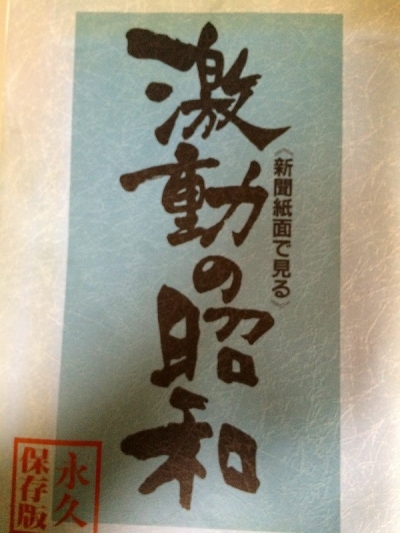 《新聞紙面で見る》
激動の昭和
永久
保存版